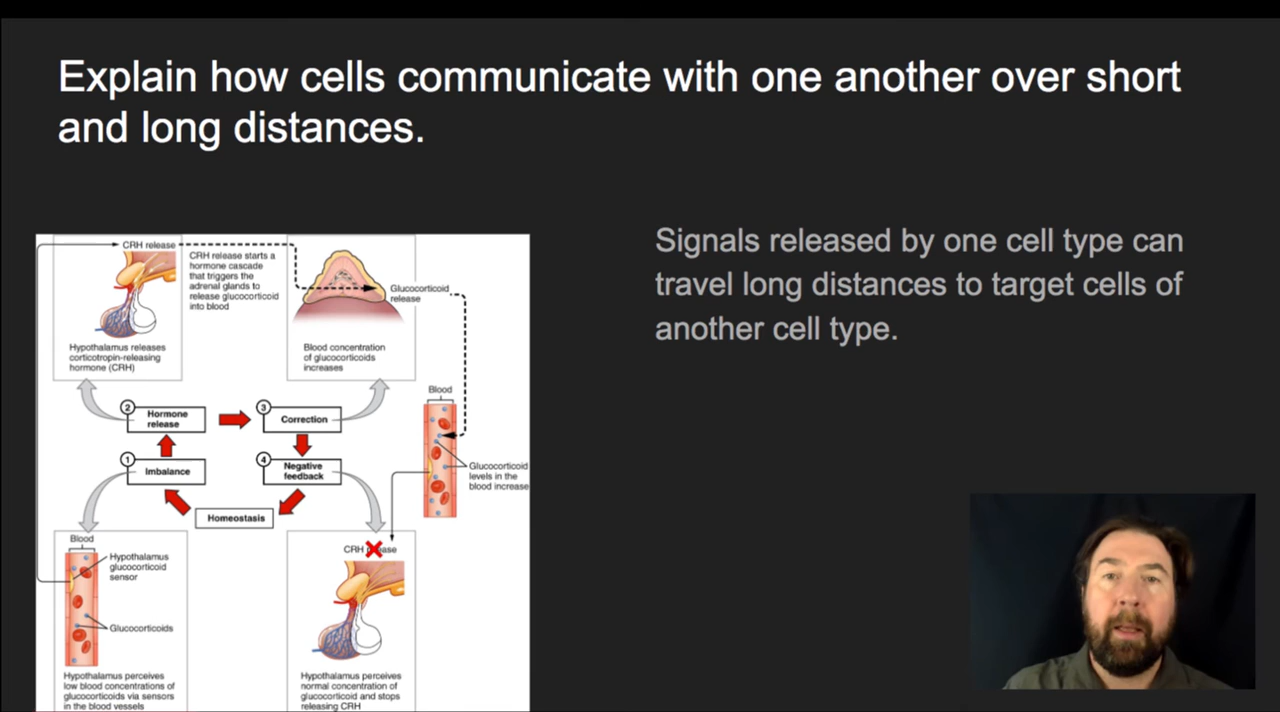 Explain how cells communicate with one another over short
and long distances.
Signals released by one cell type can
travel long distances to target cells of
another cell type.
CRH release
CRH release starts a
hormone cascade
that triggers the
adrenal glands to
release glucocorticoid
into blood
Glucocorticoid
release
Hypothalamus releases
corticotropin-releasing
hormone (CRH)
Blood concentration
of glucocorticoids
increases
Blood
2
Hormone
release
3
Correction
1
Imbalance
4
Negative
feedback
Glucocorticoid
levels in the
blood increase
Homeostasis
Blood
Hypothalamus
glucocorticoid
sensor
Glucocorticoids
Hypothalamus perceives
low blood concentrations of
glucocorticoids via sensors
in the blood vessels
CRH
Hypothalamus perceives
normal concentration of
glucocorticoid and stops
releasing CRH